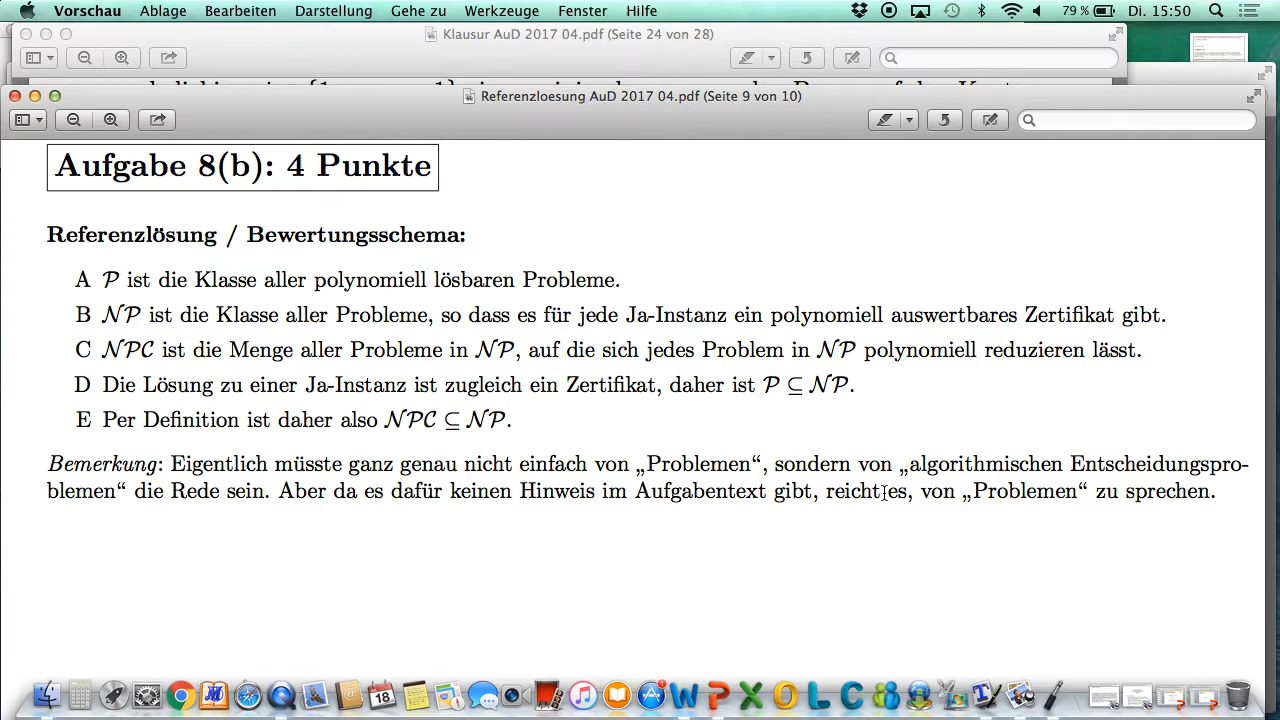 Vorschau Ablage Bearbeiten Darstellung Gehe zu Werkzeuge Fenster Hilfe 79 % Di. 15:50
Klausur AuD 2017 04.pdf (Seite 24 von 28)
Referenzloesung AuD 2017 04.pdf (Seite 9 von 10)
Aufgabe 8(b): 4 Punkte
Referenzlösung / Bewertungsschema:
A 𝒫 ist die Klasse aller polynomiell lösbaren Probleme.
B 𝒩𝒫 ist die Klasse aller Probleme, so dass es für jede Ja-Instanz ein polynomiell auswertbares Zertifikat gibt.
C 𝒩𝒫𝒞 ist die Menge aller Probleme in 𝒩𝒫, auf die sich jedes Problem in 𝒩𝒫 polynomiell reduzieren lässt.
D Die Lösung zu einer Ja-Instanz ist zugleich ein Zertifikat, daher ist 𝒫 ⊆ 𝒩𝒫.
E Per Definition ist daher also 𝒩𝒫𝒞 ⊆ 𝒩𝒫.
Bemerkung: Eigentlich müsste ganz genau nicht einfach von „Problemen“, sondern von „algorithmischen Entscheidungspro-
blemen“ die Rede sein. Aber da es dafür keinen Hinweis im Aufgabentext gibt, reicht es, von „Problemen“ zu sprechen.
18